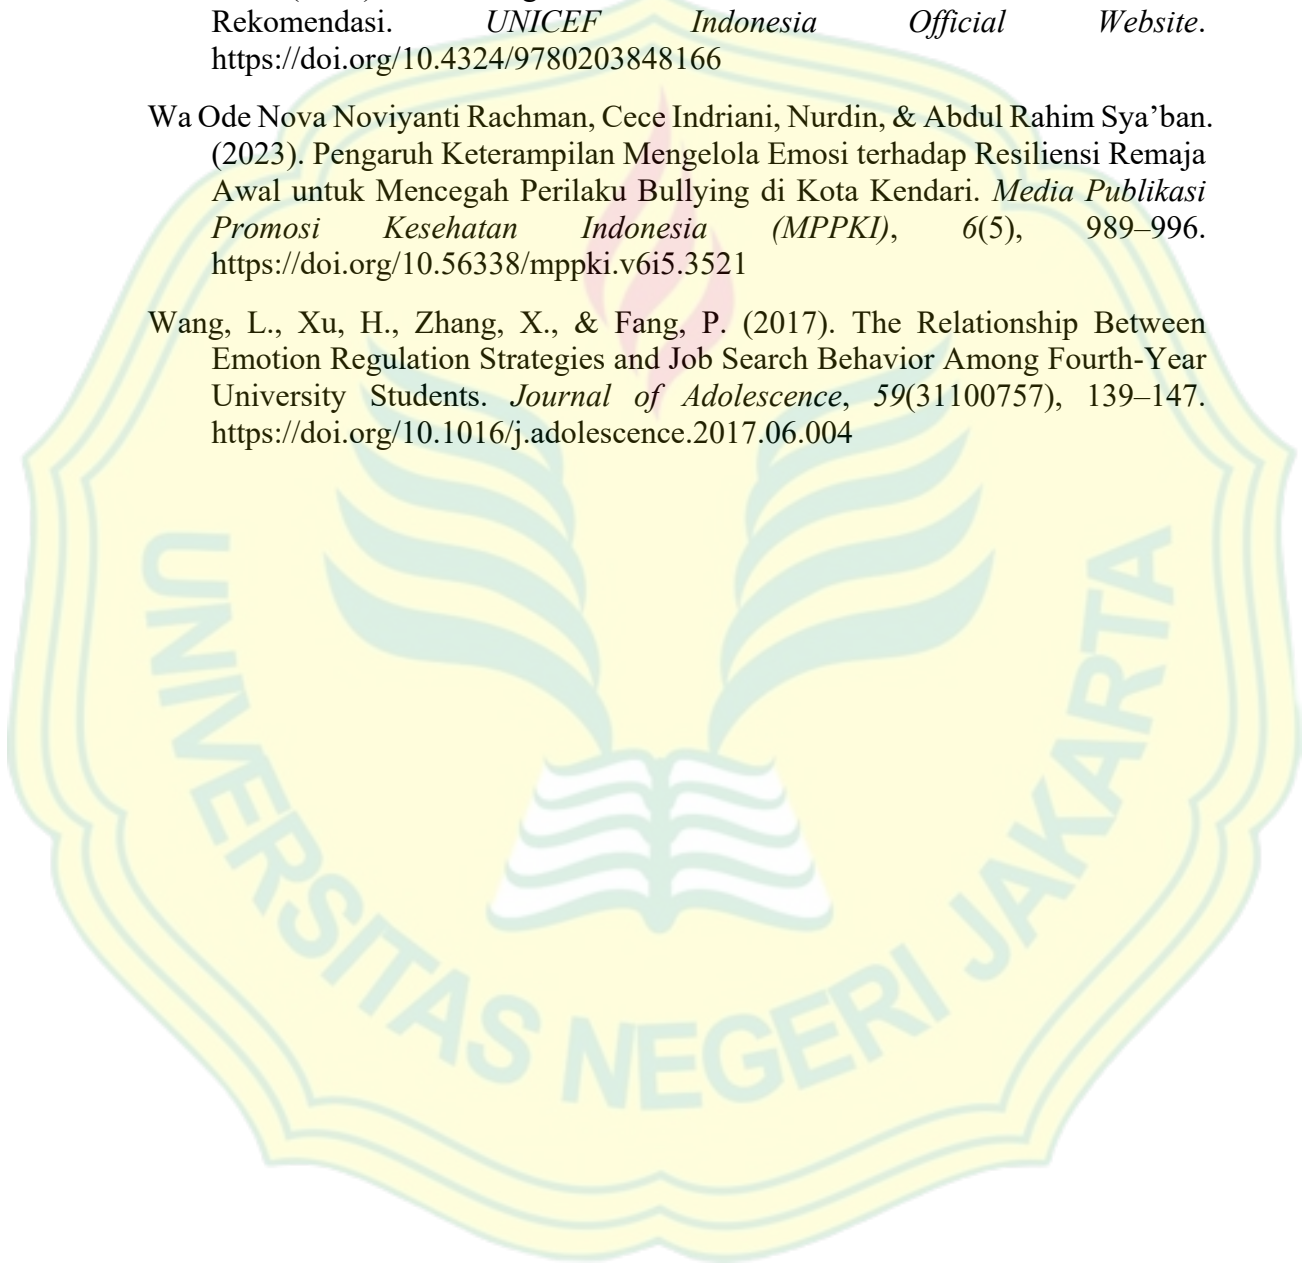 Rekomendasi. UNICEF Indonesia Official Website.
https://doi.org/10.4324/9780203848166
Wa Ode Nova Noviyanti Rachman, Cece Indriani, Nurdin, & Abdul Rahim Sya’ban.
(2023). Pengaruh Keterampilan Mengelola Emosi terhadap Resiliensi Remaja
Awal untuk Mencegah Perilaku Bullying di Kota Kendari. Media Publikasi
Promosi Kesehatan Indonesia (MPPKI), 6(5), 989–996.
https://doi.org/10.56338/mppki.v6i5.3521
Wang, L., Xu, H., Zhang, X., & Fang, P. (2017). The Relationship Between
Emotion Regulation Strategies and Job Search Behavior Among Fourth-Year
University Students. Journal of Adolescence, 59(31100757), 139–147.
https://doi.org/10.1016/j.adolescence.2017.06.004
UNIVERSITAS NEGERI JAKARTA